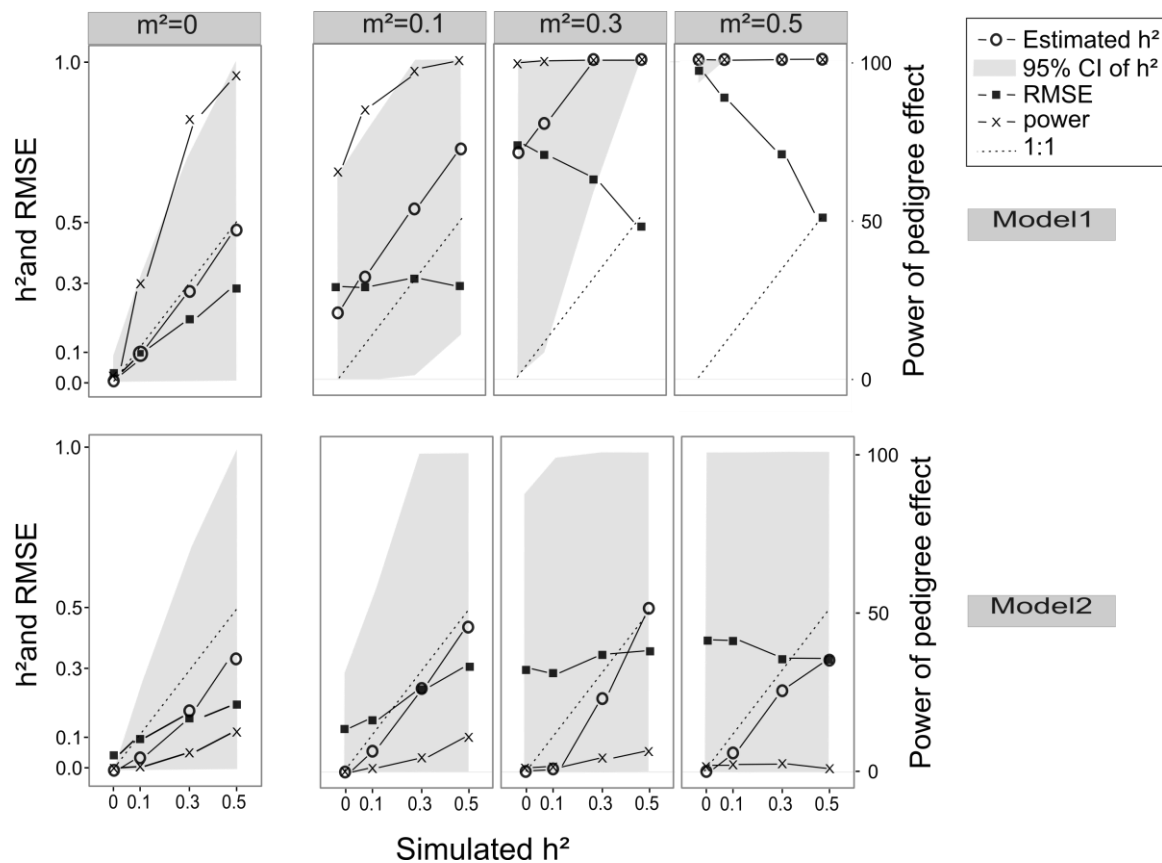 m²=0
m²=0.1
m²=0.3
m²=0.5
Estimated h²
95% CI of h²
RMSE
power
1:1
h²and RMSE
1.0
0.5
0.3
0.1
0.0
100
50
0
Power of pedigree effect
Model1
h²and RMSE
1.0
0.5
0.3
0.1
0.0
100
50
0
Power of pedigree effect
Model2
0 0.1 0.3 0.5
0 0.1 0.3 0.5
0 0.1 0.3 0.5
0 0.1 0.3 0.5
Simulated h²